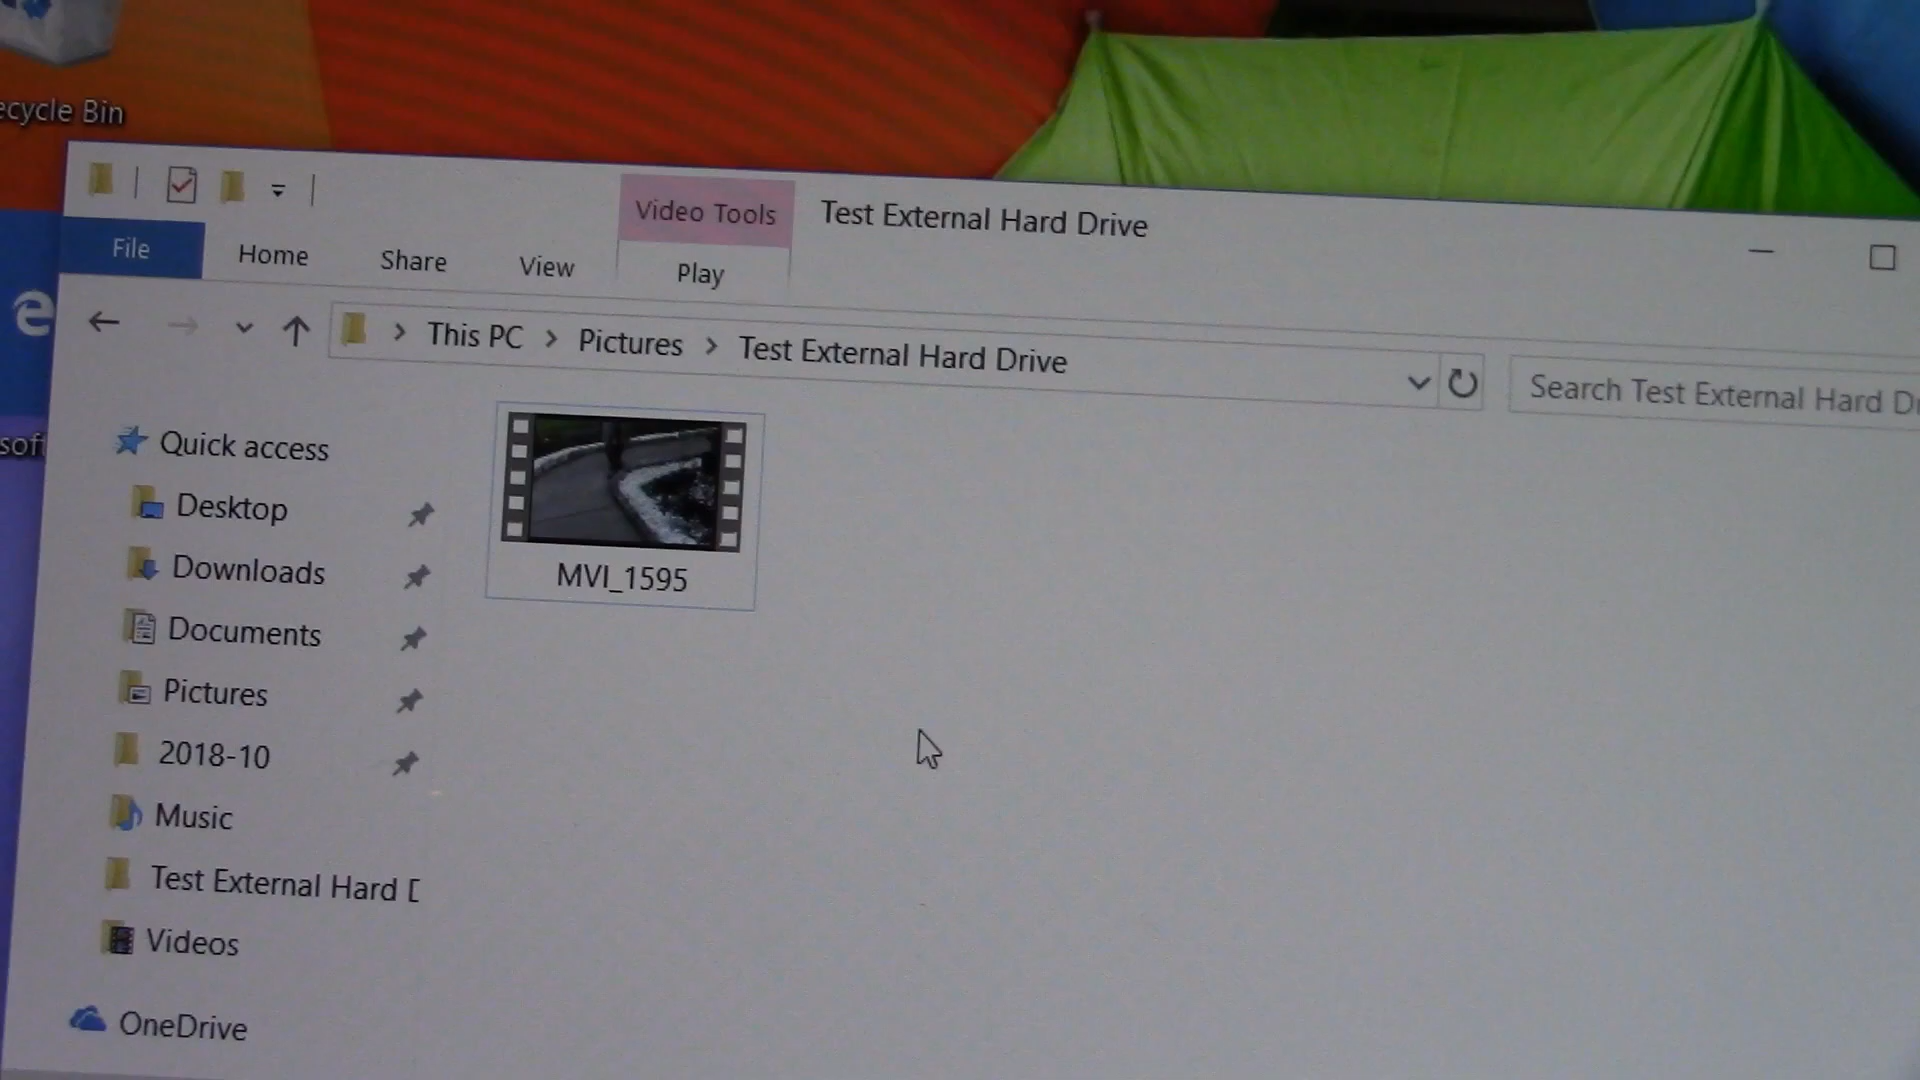 ecycle Bin
Video Tools
Test External Hard Drive
File
Home
Share
View
Play
This PC > Pictures > Test External Hard Drive
Search Test External Hard Dr
soft
Quick access
Desktop
Downloads
Documents
Pictures
2018-10
Music
Test External Hard D
Videos
OneDrive
MVI_1595